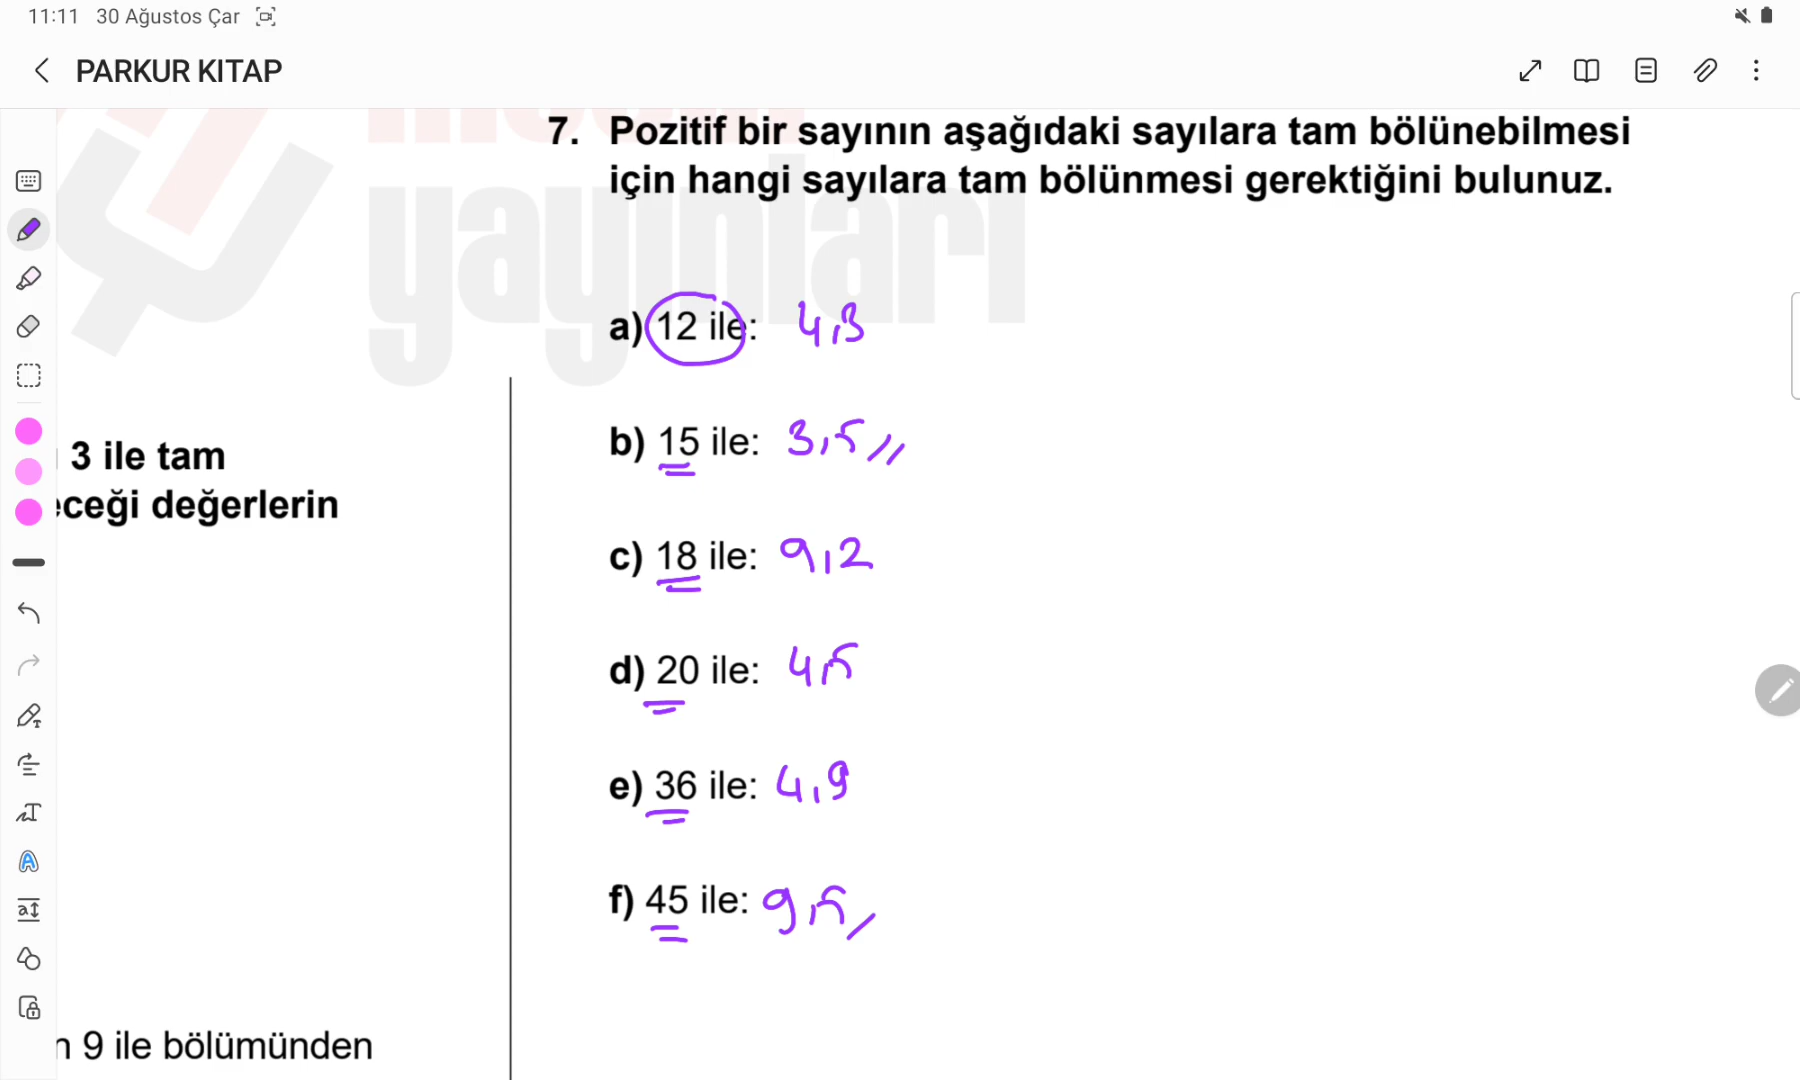 11:11 30 Ağustos Çar
PARKUR KITAP
yayınları
7. Pozitif bir sayının aşağıdaki sayılara tam bölünebilmesi
için hangi sayılara tam bölünmesi gerektiğini bulunuz.
a) 12 ile: 4,3
b) 15 ile: 3,5
c) 18 ile: 9,2
d) 20 ile: 4,5
e) 36 ile: 4,9
f) 45 ile: 9,5
3 ile tam
eceği değerlerin
n 9 ile bölümünden